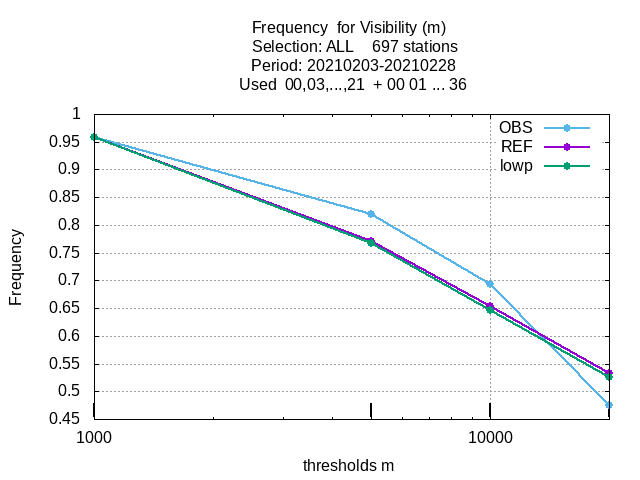 Frequency  for Visibility (m)
Selection: ALL    697 stations
Period: 20210203-20210228
Used  00,03,...,21  + 00 01 ... 36
OBS
REF
lowp
Frequency
1
0.95
0.9
0.85
0.8
0.75
0.7
0.65
0.6
0.55
0.5
0.45
1000
10000
thresholds m